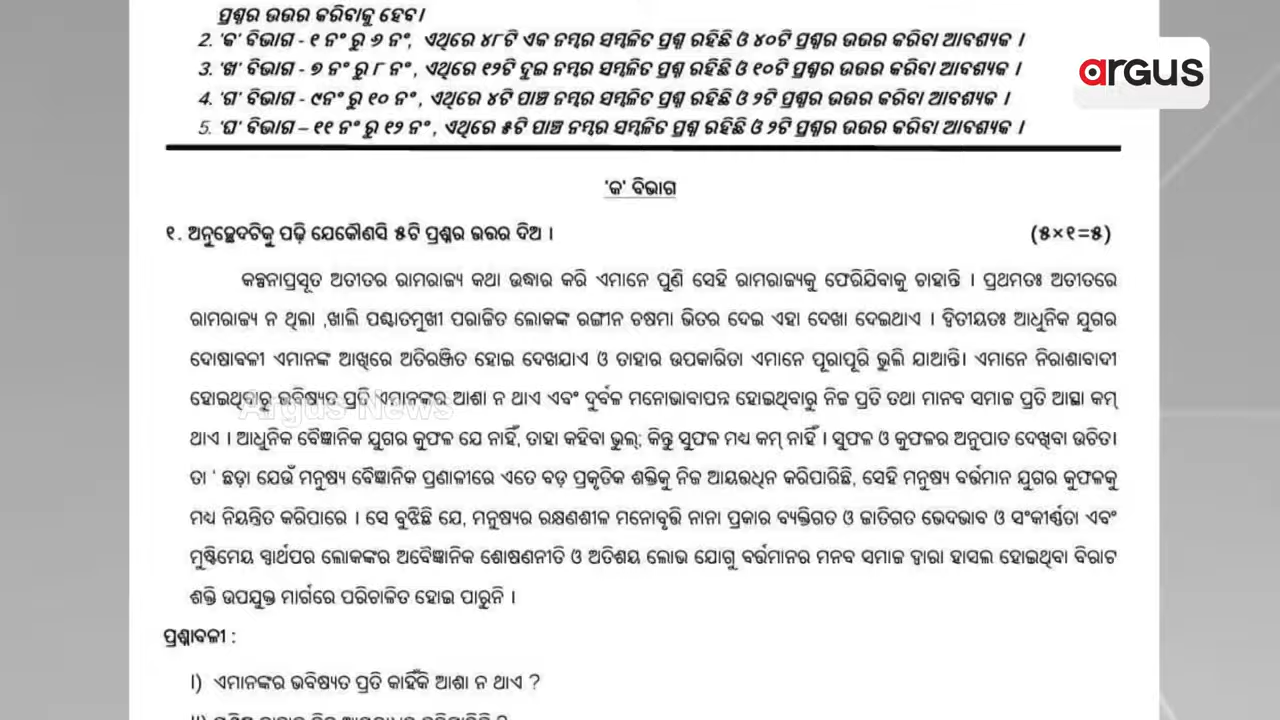 ପ୍ରଶ୍ନର ଉତ୍ତର କରିବାକୁ ହେବ।
2. 'କ' ବିଭାଗ - ୧ ନଂ ରୁ ୬ ନଂ, ଏଥିରେ ୪୮ଟି ଏକ ନମ୍ବର ସମ୍ବଳିତ ପ୍ରଶ୍ନ ରହିଛି ଓ ୪୦ଟି ପ୍ରଶ୍ନର ଉତ୍ତର କରିବା ଆବଶ୍ୟକ ।
3. 'ଖ' ବିଭାଗ - ୭ ନଂ ରୁ ୮ ନଂ , ଏଥିରେ ୧୨ଟି ଦୁଇ ନମ୍ବର ସମ୍ବଳିତ ପ୍ରଶ୍ନ ରହିଛି ଓ ୧୦ଟି ପ୍ରଶ୍ନର ଉତ୍ତର କରିବା ଆବଶ୍ୟକ ।
4. 'ଗ' ବିଭାଗ - ୯ନଂ ରୁ ୧୦ ନଂ , ଏଥିରେ ୪ଟି ପାଞ୍ଚ ନମ୍ବର ସମ୍ବଳିତ ପ୍ରଶ୍ନ ରହିଛି ଓ ୨ଟି ପ୍ରଶ୍ନର ଉତ୍ତର କରିବା ଆବଶ୍ୟକ ।
5. 'ଘ' ବିଭାଗ – ୧୧ ନଂ ରୁ ୧୨ ନଂ , ଏଥିରେ ୫ଟି ପାଞ୍ଚ ନମ୍ବର ସମ୍ବଳିତ ପ୍ରଶ୍ନ ରହିଛି ଓ ୨ଟି ପ୍ରଶ୍ନର ଉତ୍ତର କରିବା ଆବଶ୍ୟକ ।
argus
'କ' ବିଭାଗ
୧. ଅନୁଚ୍ଛେଦଟିକୁ ପଢ଼ି ଯେକୌଣସି ୫ଟି ପ୍ରଶ୍ନର ଉତ୍ତର ଦିଅ । (୫×୧=୫)
କଳ୍ପନାପ୍ରସୂତ ଅତୀତର ରାମରାଜ୍ୟ କଥା ଉଦ୍ଧାର କରି ଏମାନେ ପୁଣି ସେହି ରାମରାଜ୍ୟକୁ ଫେରିଯିବାକୁ ଚାହାନ୍ତି । ପ୍ରଥମତଃ ଅତୀତରେ
ରାମରାଜ୍ୟ ନ ଥିଲା ,ଖାଲି ପଶ୍ଚାତମୁଖୀ ପରାଜିତ ଲୋକଙ୍କ ରଙ୍ଗୀନ ଚଷମା ଭିତର ଦେଇ ଏହା ଦେଖା ଦେଇଥାଏ । ଦ୍ୱିତୀୟତଃ ଆଧୁନିକ ଯୁଗର
ଦୋଷାବଳୀ ଏମାନଙ୍କ ଆଖିରେ ଅତିରଞ୍ଜିତ ହୋଇ ଦେଖଯାଏ ଓ ତାହାର ଉପକାରିତା ଏମାନେ ପୂରାପୂରି ଭୁଲି ଯାଆନ୍ତି। ଏମାନେ ନିରାଶାବାଦୀ
ହୋଇଥିବାରୁ ଭବିଷ୍ୟତ ପ୍ରତି ଏମାନଙ୍କର ଆଶା ନ ଥାଏ ଏବଂ ଦୁର୍ବଳ ମନୋଭାବାପନ୍ନ ହୋଇଥିବାରୁ ନିଜ ପ୍ରତି ତଥା ମାନବ ସମାଜ ପ୍ରତି ଆସ୍ଥା କମ୍
Argus News
ଥାଏ । ଆଧୁନିକ ବୈଜ୍ଞାନିକ ଯୁଗର କୁଫଳ ଯେ ନାହିଁ, ତାହା କହିବା ଭୁଲ୍; କିନ୍ତୁ ସୁଫଳ ମଧ୍ୟ କମ୍ ନାହିଁ । ସୁଫଳ ଓ କୁଫଳର ଅନୁପାତ ଦେଖିବା ଉଚିତ।
ତା ' ଛଡ଼ା ଯେଉଁ ମନୁଷ୍ୟ ବୈଜ୍ଞାନିକ ପ୍ରଣାଳୀରେ ଏତେ ବଡ଼ ପ୍ରକୃତିକ ଶକ୍ତିକୁ ନିଜ ଆୟତ୍ତାଧିନ କରିପାରିଛି, ସେହି ମନୁଷ୍ୟ ବର୍ତ୍ତମାନ ଯୁଗର କୁଫଳକୁ
ମଧ୍ୟ ନିୟନ୍ତ୍ରିତ କରିପାରେ । ସେ ବୁଝିଛି ଯେ, ମନୁଷ୍ୟର ରକ୍ଷଣଶୀଳ ମନୋବୃତ୍ତି ନାନା ପ୍ରକାର ବ୍ୟକ୍ତିଗତ ଓ ଜାତିଗତ ଭେଦଭାବ ଓ ସଂକୀର୍ଣ୍ଣତା ଏବଂ
ମୁଷ୍ଟିମେୟ ସ୍ୱାର୍ଥପର ଲୋକଙ୍କର ଅବୈଜ୍ଞାନିକ ଶୋଷଣନୀତି ଓ ଅତିଶୟ ଲୋଭ ଯୋଗୁ ବର୍ତ୍ତମାନର ମନବ ସମାଜ ଦ୍ୱାରା ହାସଲ ହୋଇଥିବା ବିରାଟ
ଶକ୍ତି ଉପଯୁକ୍ତ ମାର୍ଗରେ ପରିଚାଳିତ ହୋଇ ପାରୁନି ।
ପ୍ରଶ୍ନାବଳୀ :
I) ଏମାନଙ୍କର ଭବିଷ୍ୟତ ପ୍ରତି କାହିଁକି ଆଶା ନ ଥାଏ ?